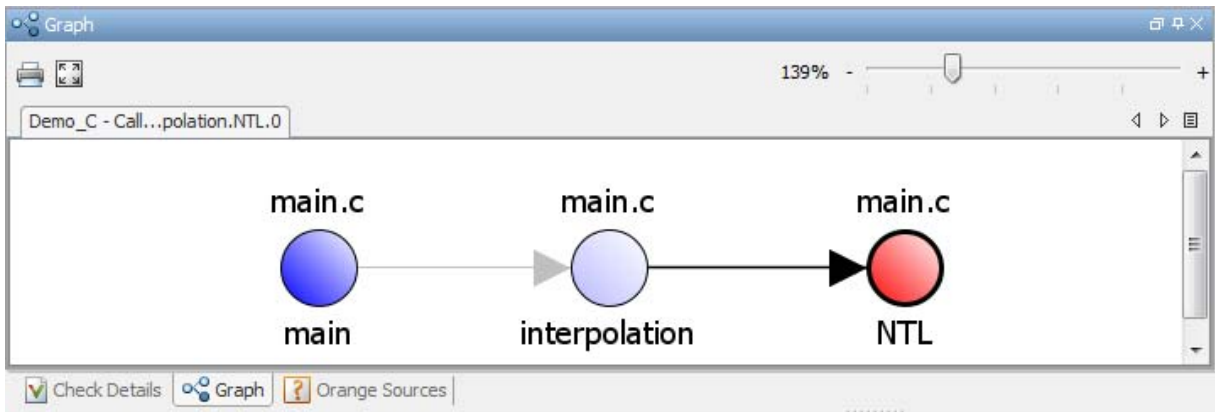 Graph
139% - +
Demo_C - Call...polation.NTL.0
main.c main.c main.c
main interpolation NTL
Check Details Graph Orange Sources